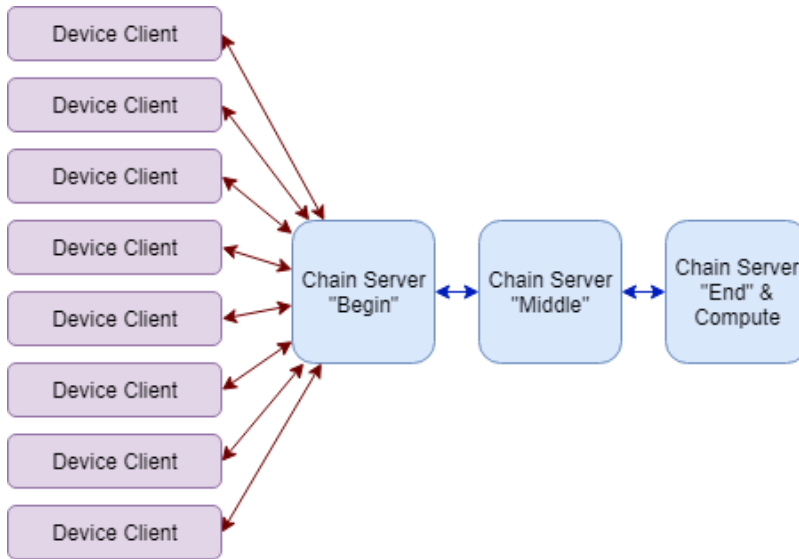 Device Client
Device Client
Device Client
Device Client
Device Client
Device Client
Device Client
Device Client
Chain Server
"Begin"
Chain Server
"Middle"
Chain Server
"End" &
Compute